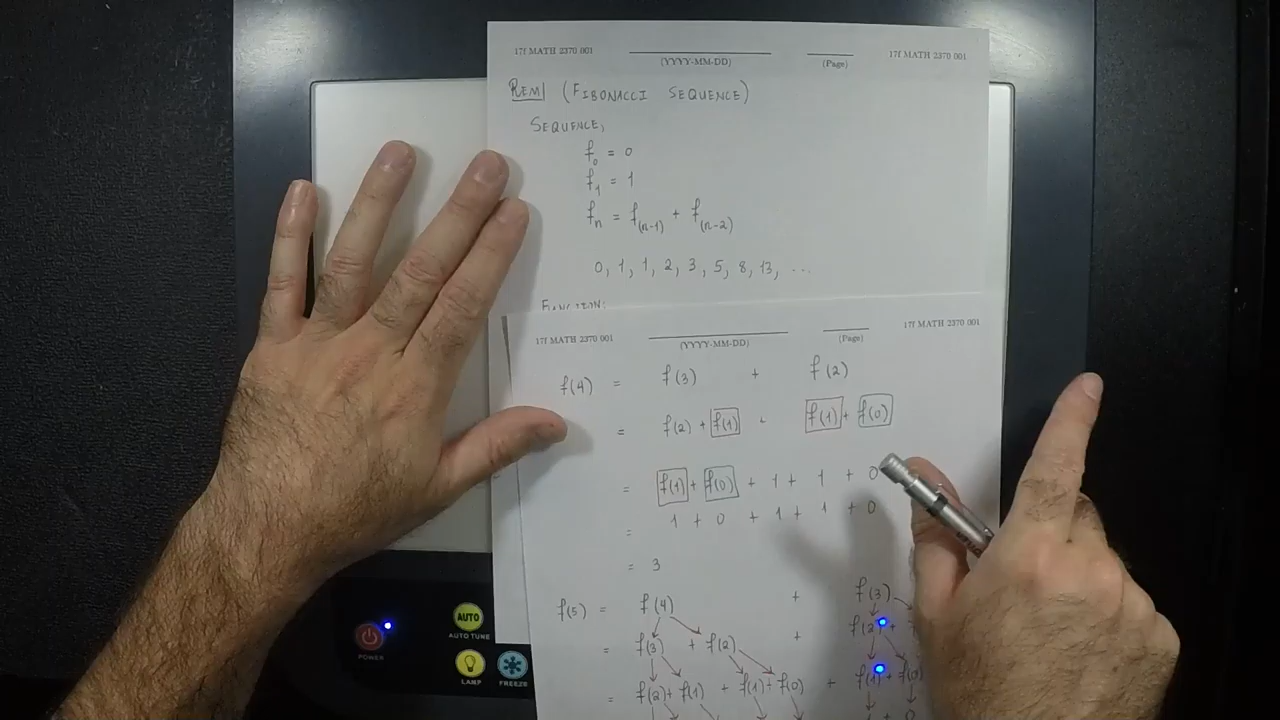 17f MATH 2370 001 (YYYY-MM-DD) (Page) 17f MATH 2370 001
REM (FIBONACCI SEQUENCE)
SEQUENCE,
f₀ = 0
f₁ = 1
fₙ = f₍ₙ₋₁₎ + f₍ₙ₋₂₎
0, 1, 1, 2, 3, 5, 8, 13, ...
FUNCTION:
17f MATH 2370 001 (YYYY-MM-DD) (Page) 17f MATH 2370 001
f(4) = f(3) + f(2)
= f(2) + f(1) + f(1) + f(0)
= f(1) + f(0) + 1 + 1 + 0
= 1 + 0 + 1 + 1 + 0
= 3
f(5) = f(4) + f(3)
= f(3) + f(2) + f(2) +
= f(2) + f(1) + f(1) + f(0) + f(1) + f(0)
POWER
AUTO
AUTO TUNE
LAMP
FREEZE